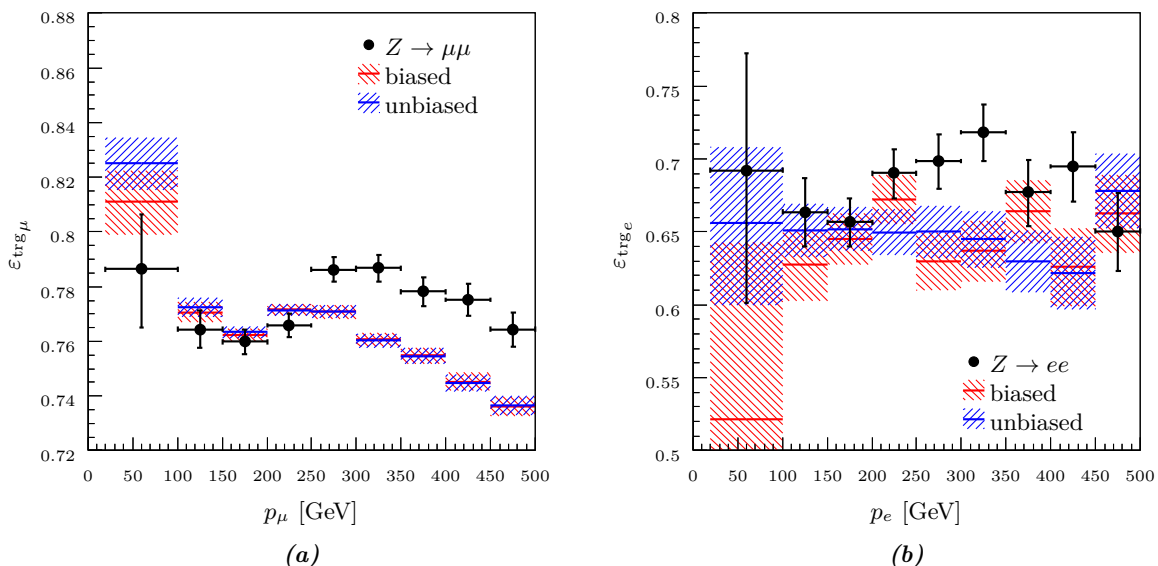 0.88
0.86
0.84
0.82
0.8
0.78
0.76
0.74
0.72
ε_trg_μ
Z → μμ
biased
unbiased
0 50 100 150 200 250 300 350 400 450 500
p_μ [GeV]
(a)
0.8
0.75
0.7
0.65
0.6
0.55
0.5
ε_trg_e
Z → ee
biased
unbiased
0 50 100 150 200 250 300 350 400 450 500
p_e [GeV]
(b)